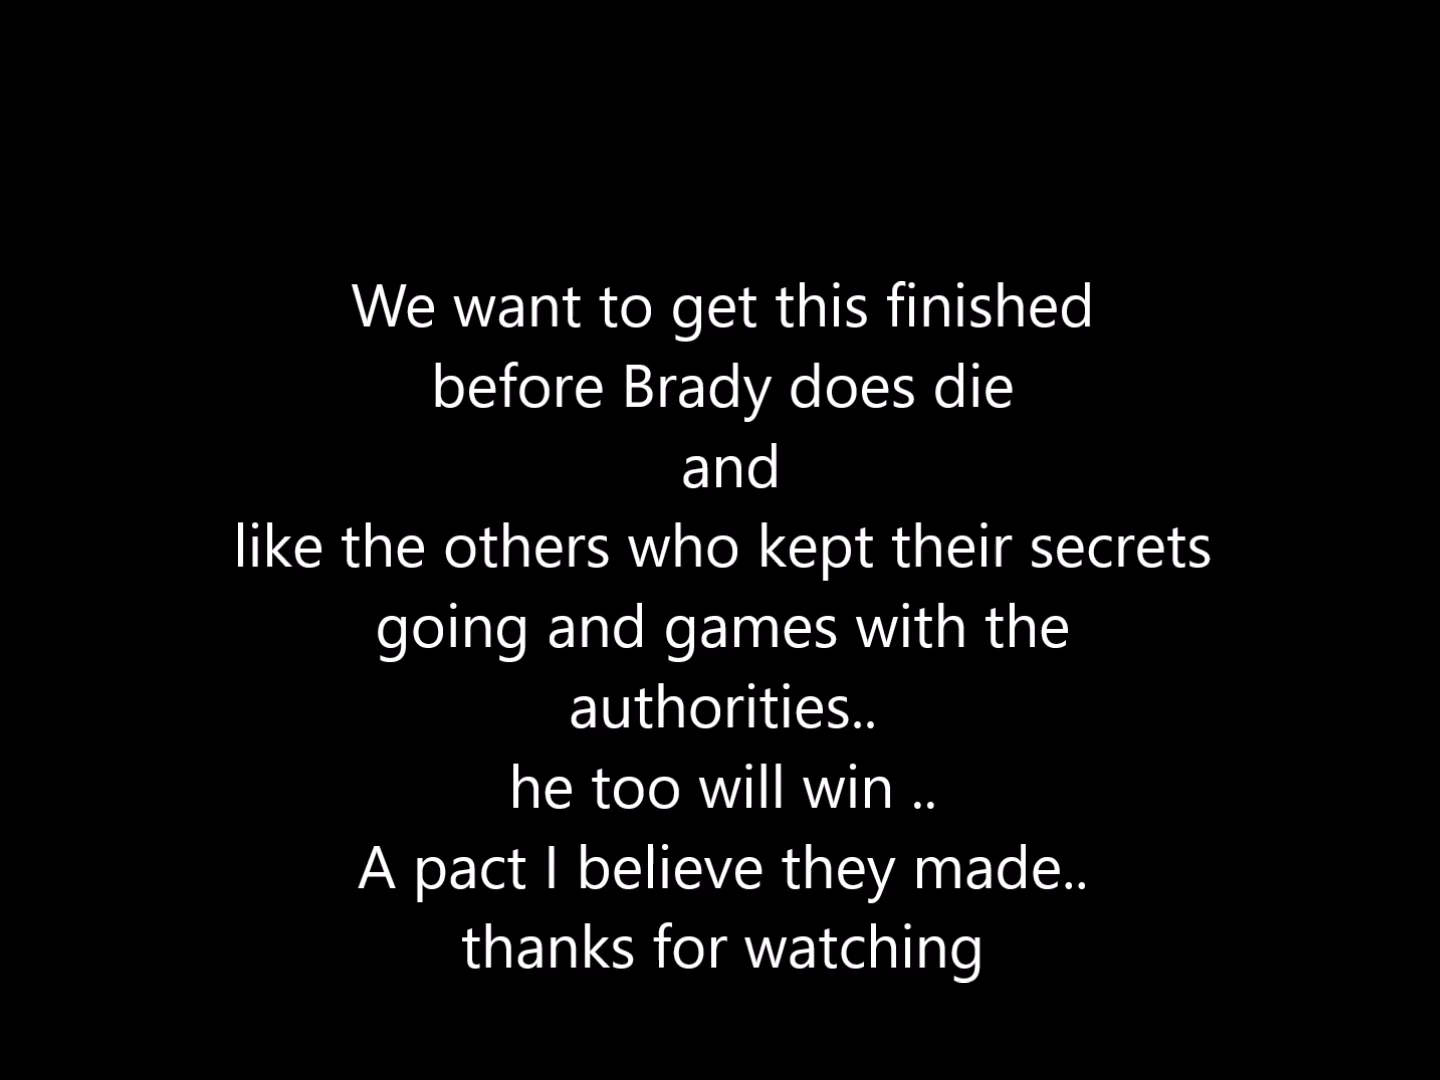 We want to get this finished
before Brady does die
and
like the others who kept their secrets
going and games with the
authorities..
he too will win ..
A pact I believe they made..
thanks for watching